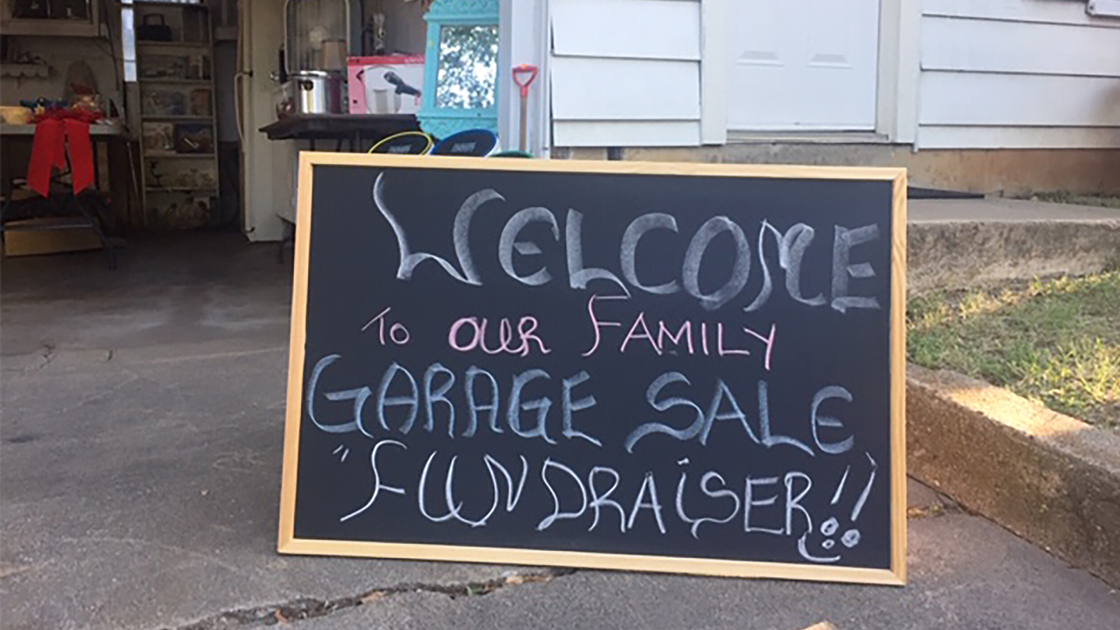 WELCOME
To OUR FAMILY
GARAGE SALE
"FUNDRAiSER!!